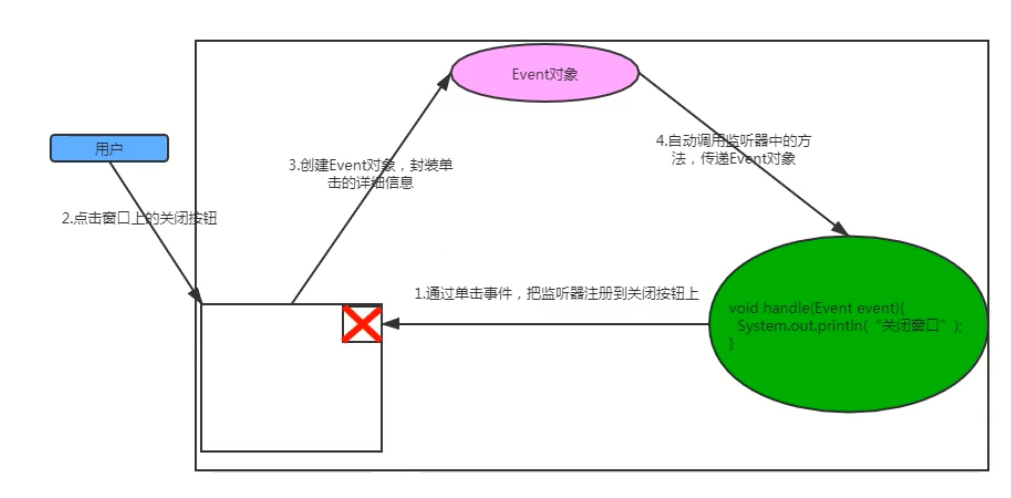 Event对象
用户
4.自动调用监听器中的方
法，传递Event对象
3.创建Event对象，封装单
击的详细信息
2.点击窗口上的关闭按钮
1.通过单击事件，把监听器注册到关闭按钮上
void handle(Event event){
System.out.println(“关闭窗口”);
}